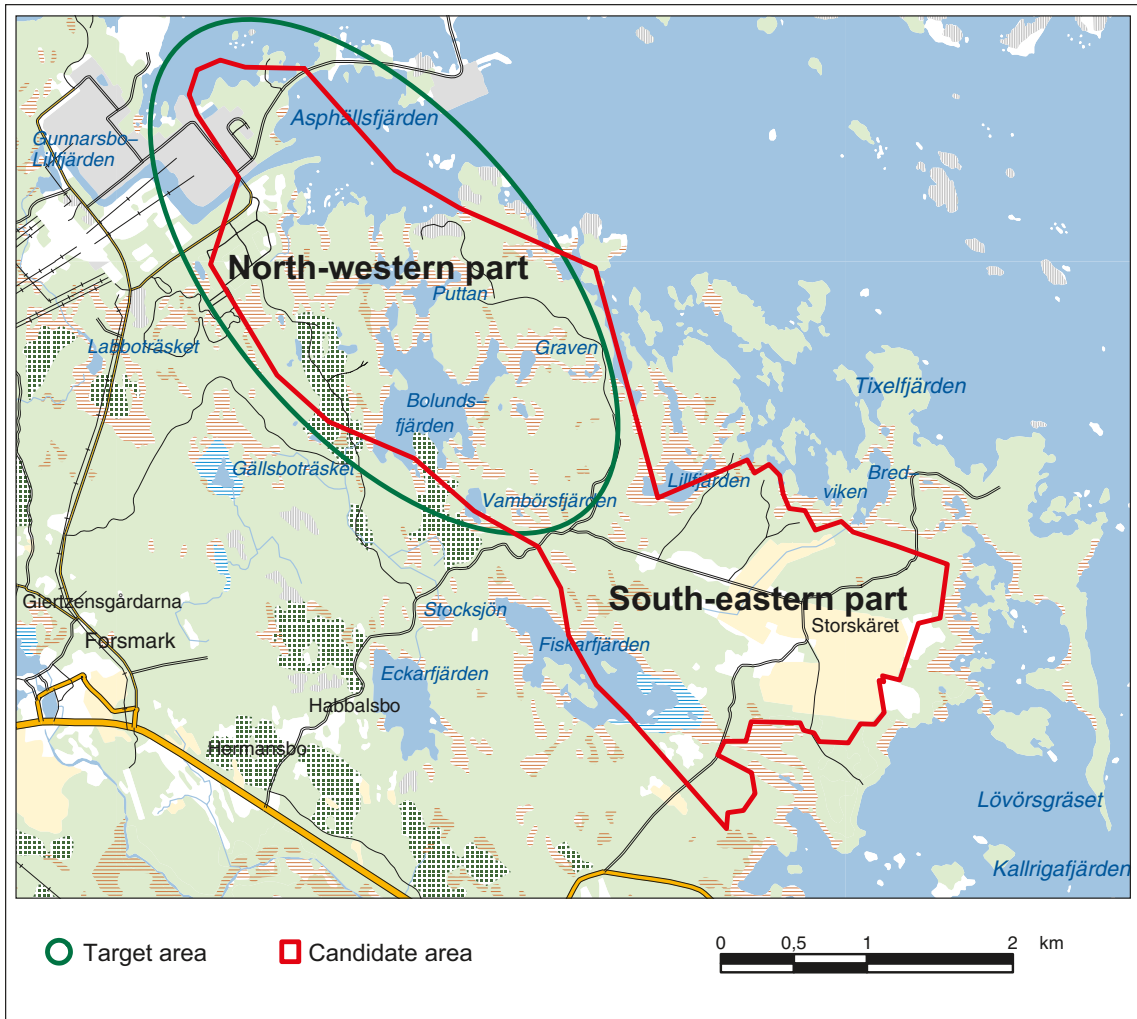 Asphällsfjärden
Gunnarsbo–
Lillfjärden
North-western part
Puttan
Labboträsket
Graven
Tixelfjärden
Bolunds–
fjärden
Gällsboträsket
Vambörsfjärden
Lillfjärden
Bred–
viken
Giertzensgårdarna
Stocksjön
South-eastern part
Storskäret
Forsmark
Fiskarfjärden
Eckarfjärden
Habbalsbo
Hermansbo
Lövörsgräset
Kallrigafjärden
Target area
Candidate area
0 0,5 1 2 km